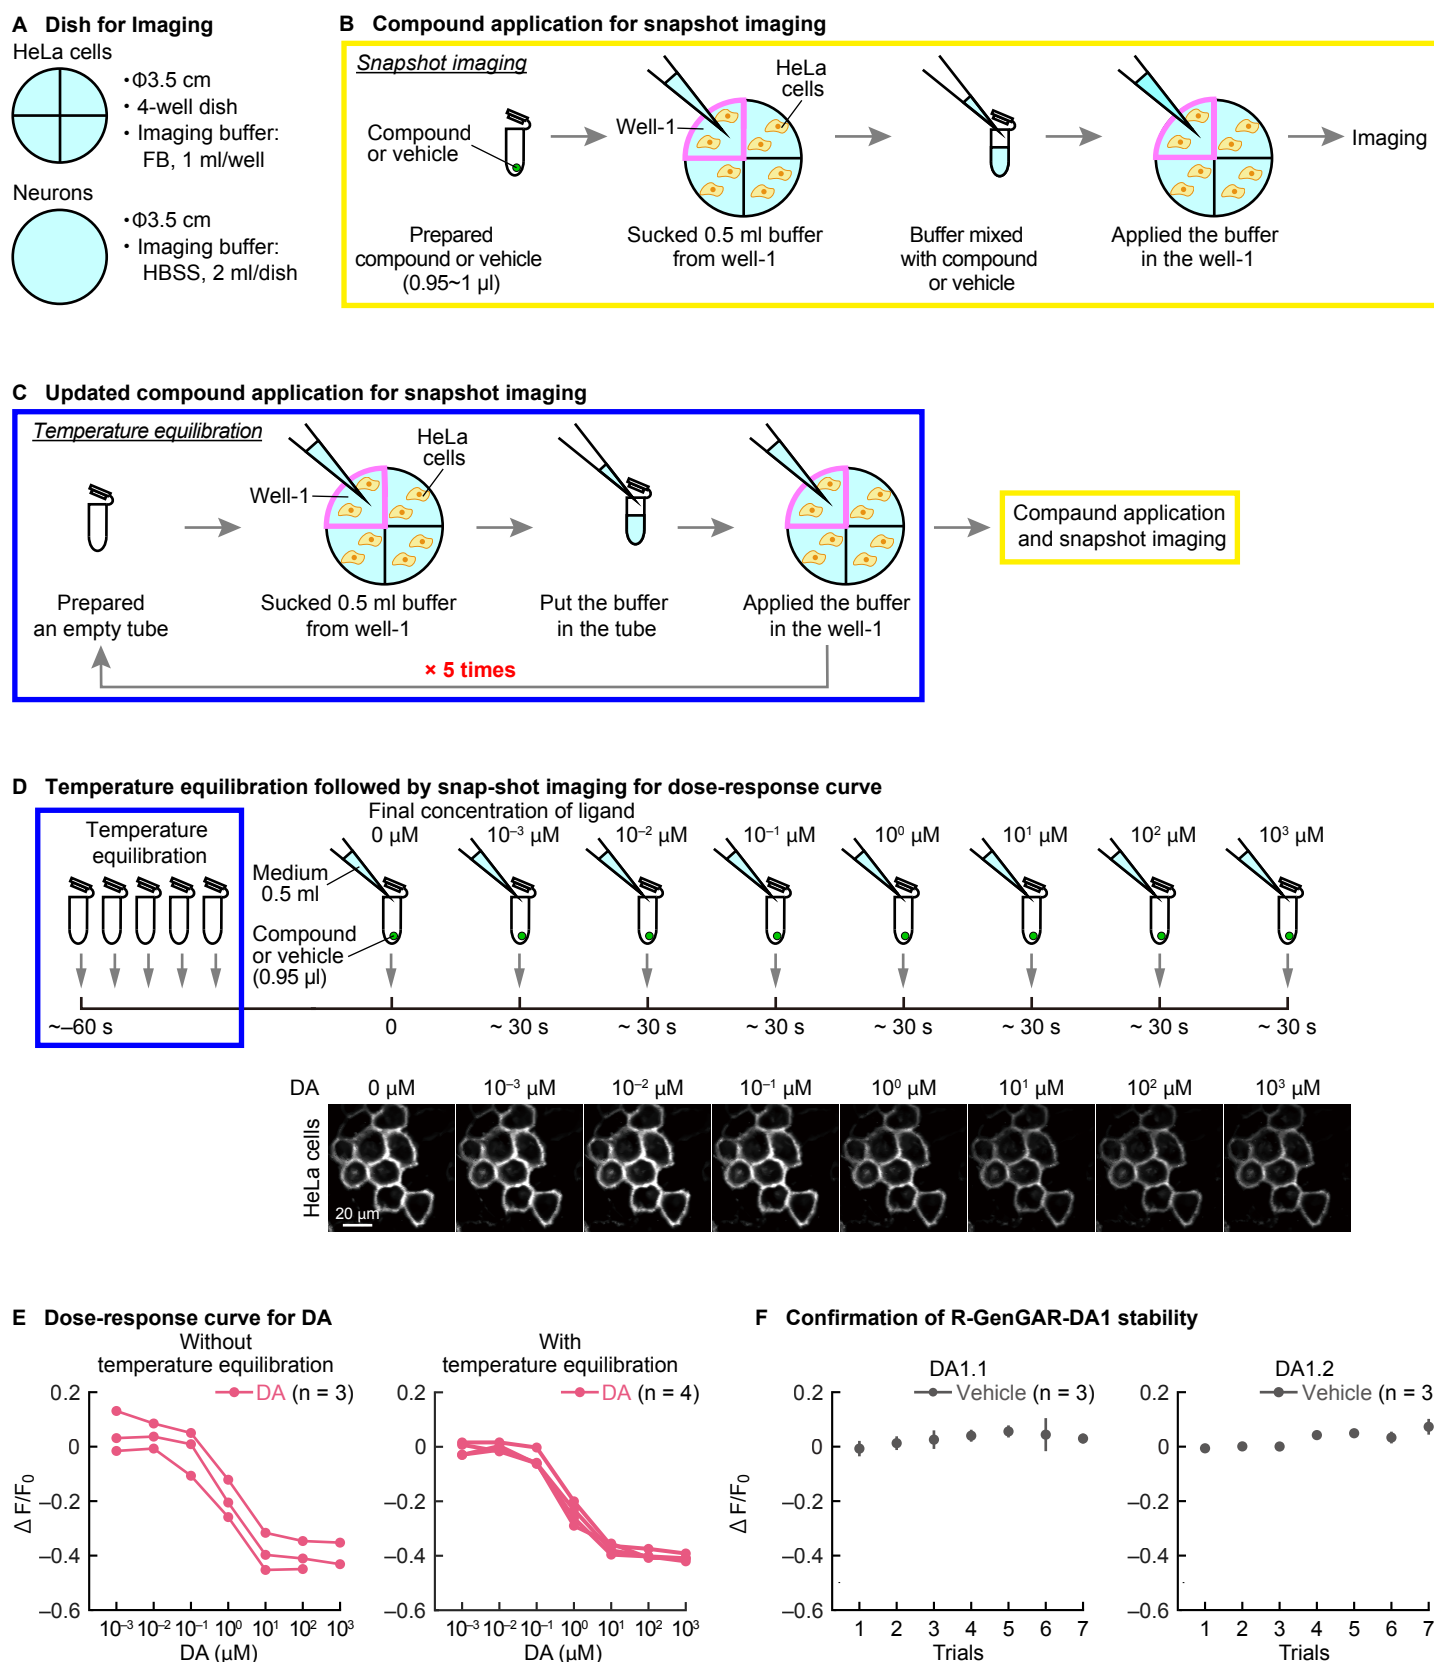 A Dish for Imaging
HeLa cells
・Φ3.5 cm
・4-well dish
・Imaging buffer:
FB, 1 ml/well
Neurons
・Φ3.5 cm
・Imaging buffer:
HBSS, 2 ml/dish
B Compound application for snapshot imaging
Snapshot imaging
Compound
or vehicle
Well-1
HeLa
cells
Imaging
Prepared
compound or vehicle
(0.95~1 µl)
Sucked 0.5 ml buffer
from well-1
Buffer mixed
with compound
or vehicle
Applied the buffer
in the well-1
C Updated compound application for snapshot imaging
Temperature equilibration
Well-1
HeLa
cells
Prepared
an empty tube
Sucked 0.5 ml buffer
from well-1
Put the buffer
in the tube
Applied the buffer
in the well-1
× 5 times
Compaund application
and snapshot imaging
D Temperature equilibration followed by snap-shot imaging for dose-response curve
Temperature
equilibration
Final concentration of ligand
0 µM 10⁻³ µM 10⁻² µM 10⁻¹ µM 10⁰ µM 10¹ µM 10² µM 10³ µM
Medium
0.5 ml
Compound
or vehicle
(0.95 µl)
~–60 s 0 ~ 30 s ~ 30 s ~ 30 s ~ 30 s ~ 30 s ~ 30 s ~ 30 s
DA 0 µM 10⁻³ µM 10⁻² µM 10⁻¹ µM 10⁰ µM 10¹ µM 10² µM 10³ µM
HeLa cells
20 µm
E Dose-response curve for DA
Without
temperature equilibration
DA (n = 3)
0.2
0
–0.2
–0.4
–0.6
Δ F/F₀
10⁻³ 10⁻² 10⁻¹ 10⁰ 10¹ 10² 10³
DA (µM)
With
temperature equilibration
DA (n = 4)
0.2
0
–0.2
–0.4
–0.6
10⁻³ 10⁻² 10⁻¹ 10⁰ 10¹ 10² 10³
DA (µM)
F Confirmation of R-GenGAR-DA1 stability
DA1.1
Vehicle (n = 3)
0.2
0
–0.2
–0.4
–0.6
Δ F/F₀
1 2 3 4 5 6 7
Trials
DA1.2
Vehicle (n = 3
0.2
0
–0.2
–0.4
–0.6
1 2 3 4 5 6 7
Trials